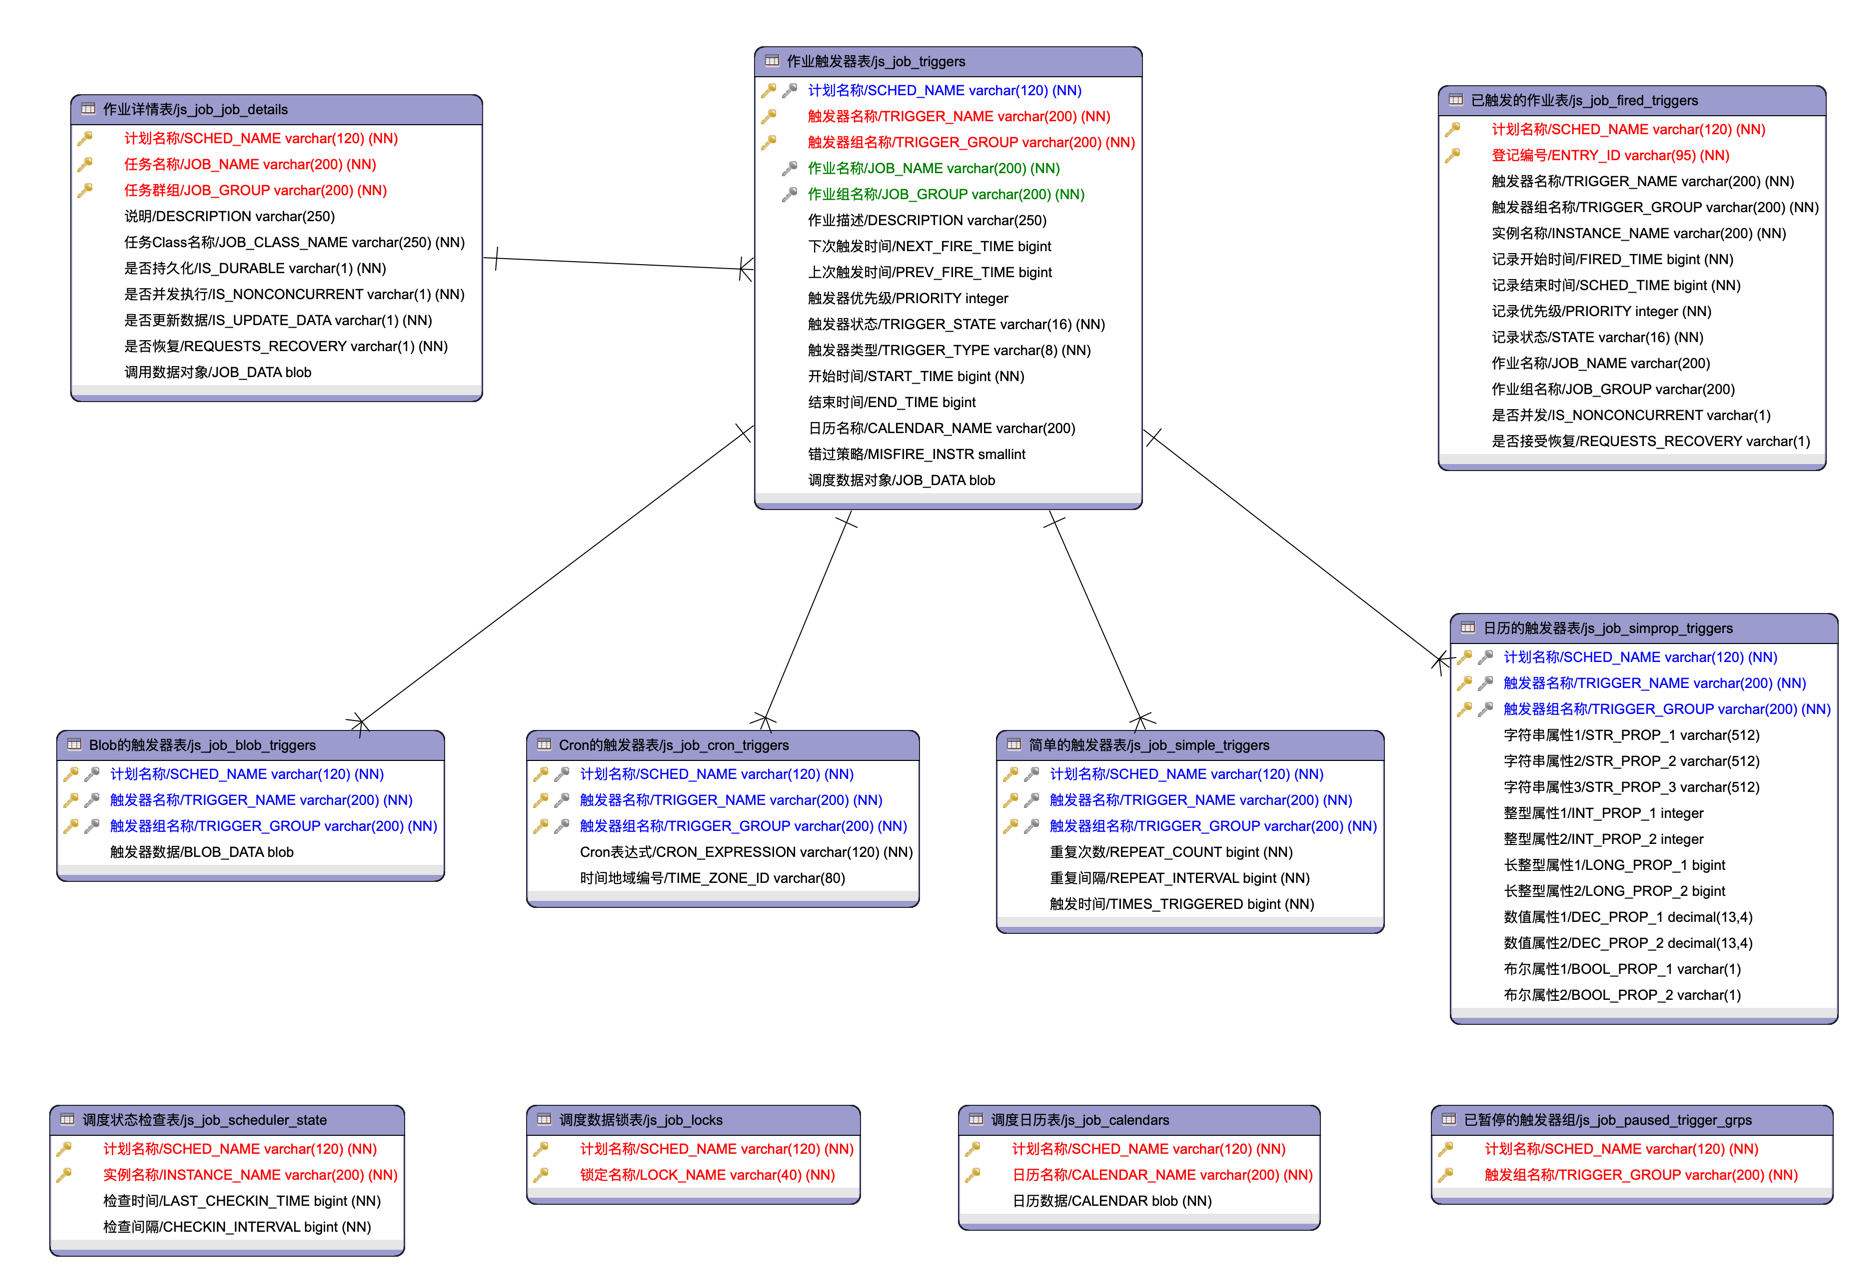 作业详情表/js_job_job_details
计划名称/SCHED_NAME varchar(120) (NN)
任务名称/JOB_NAME varchar(200) (NN)
任务群组/JOB_GROUP varchar(200) (NN)
说明/DESCRIPTION varchar(250)
任务Class名称/JOB_CLASS_NAME varchar(250) (NN)
是否持久化/IS_DURABLE varchar(1) (NN)
是否并发执行/IS_NONCONCURRENT varchar(1) (NN)
是否更新数据/IS_UPDATE_DATA varchar(1) (NN)
是否恢复/REQUESTS_RECOVERY varchar(1) (NN)
调用数据对象/JOB_DATA blob
作业触发器表/js_job_triggers
计划名称/SCHED_NAME varchar(120) (NN)
触发器名称/TRIGGER_NAME varchar(200) (NN)
触发器组名称/TRIGGER_GROUP varchar(200) (NN)
作业名称/JOB_NAME varchar(200) (NN)
作业组名称/JOB_GROUP varchar(200) (NN)
作业描述/DESCRIPTION varchar(250)
下次触发时间/NEXT_FIRE_TIME bigint
上次触发时间/PREV_FIRE_TIME bigint
触发器优先级/PRIORITY integer
触发器状态/TRIGGER_STATE varchar(16) (NN)
触发器类型/TRIGGER_TYPE varchar(8) (NN)
开始时间/START_TIME bigint (NN)
结束时间/END_TIME bigint
日历名称/CALENDAR_NAME varchar(200)
错过策略/MISFIRE_INSTR smallint
调度数据对象/JOB_DATA blob
已触发的作业表/js_job_fired_triggers
计划名称/SCHED_NAME varchar(120) (NN)
登记编号/ENTRY_ID varchar(95) (NN)
触发器名称/TRIGGER_NAME varchar(200) (NN)
触发器组名称/TRIGGER_GROUP varchar(200) (NN)
实例名称/INSTANCE_NAME varchar(200) (NN)
记录开始时间/FIRED_TIME bigint (NN)
记录结束时间/SCHED_TIME bigint (NN)
记录优先级/PRIORITY integer (NN)
记录状态/STATE varchar(16) (NN)
作业名称/JOB_NAME varchar(200)
作业组名称/JOB_GROUP varchar(200)
是否并发/IS_NONCONCURRENT varchar(1)
是否接受恢复/REQUESTS_RECOVERY varchar(1)
Blob的触发器表/js_job_blob_triggers
计划名称/SCHED_NAME varchar(120) (NN)
触发器名称/TRIGGER_NAME varchar(200) (NN)
触发器组名称/TRIGGER_GROUP varchar(200) (NN)
触发器数据/BLOB_DATA blob
Cron的触发器表/js_job_cron_triggers
计划名称/SCHED_NAME varchar(120) (NN)
触发器名称/TRIGGER_NAME varchar(200) (NN)
触发器组名称/TRIGGER_GROUP varchar(200) (NN)
Cron表达式/CRON_EXPRESSION varchar(120) (NN)
时间地域编号/TIME_ZONE_ID varchar(80)
简单的触发器表/js_job_simple_triggers
计划名称/SCHED_NAME varchar(120) (NN)
触发器名称/TRIGGER_NAME varchar(200) (NN)
触发器组名称/TRIGGER_GROUP varchar(200) (NN)
重复次数/REPEAT_COUNT bigint (NN)
重复间隔/REPEAT_INTERVAL bigint (NN)
触发时间/TIMES_TRIGGERED bigint (NN)
日历的触发器表/js_job_simprop_triggers
计划名称/SCHED_NAME varchar(120) (NN)
触发器名称/TRIGGER_NAME varchar(200) (NN)
触发器组名称/TRIGGER_GROUP varchar(200) (NN)
字符串属性1/STR_PROP_1 varchar(512)
字符串属性2/STR_PROP_2 varchar(512)
字符串属性3/STR_PROP_3 varchar(512)
整型属性1/INT_PROP_1 integer
整型属性2/INT_PROP_2 integer
长整型属性1/LONG_PROP_1 bigint
长整型属性2/LONG_PROP_2 bigint
数值属性1/DEC_PROP_1 decimal(13,4)
数值属性2/DEC_PROP_2 decimal(13,4)
布尔属性1/BOOL_PROP_1 varchar(1)
布尔属性2/BOOL_PROP_2 varchar(1)
调度状态检查表/js_job_scheduler_state
计划名称/SCHED_NAME varchar(120) (NN)
实例名称/INSTANCE_NAME varchar(200) (NN)
检查时间/LAST_CHECKIN_TIME bigint (NN)
检查间隔/CHECKIN_INTERVAL bigint (NN)
调度数据锁表/js_job_locks
计划名称/SCHED_NAME varchar(120) (NN)
锁定名称/LOCK_NAME varchar(40) (NN)
调度日历表/js_job_calendars
计划名称/SCHED_NAME varchar(120) (NN)
日历名称/CALENDAR_NAME varchar(200) (NN)
日历数据/CALENDAR blob (NN)
已暂停的触发器组/js_job_paused_trigger_grps
计划名称/SCHED_NAME varchar(120) (NN)
触发组名称/TRIGGER_GROUP varchar(200) (NN)